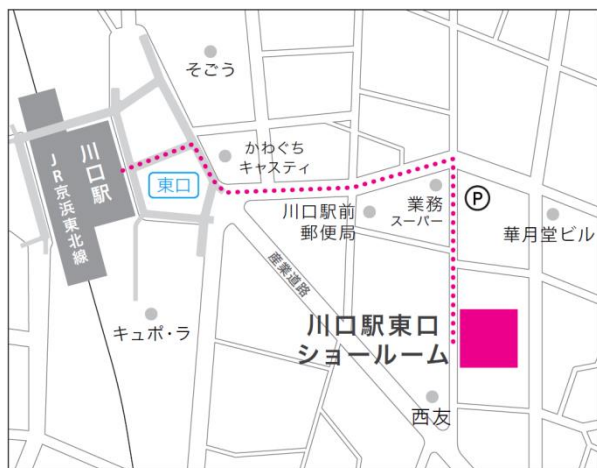 そごう
かわぐち
キャスティ
川口駅
JR京浜東北線
東口
川口駅前
郵便局
業務
スーパー
P
華月堂ビル
産業道路
キュポ・ラ
川口駅東口
ショールーム
西友